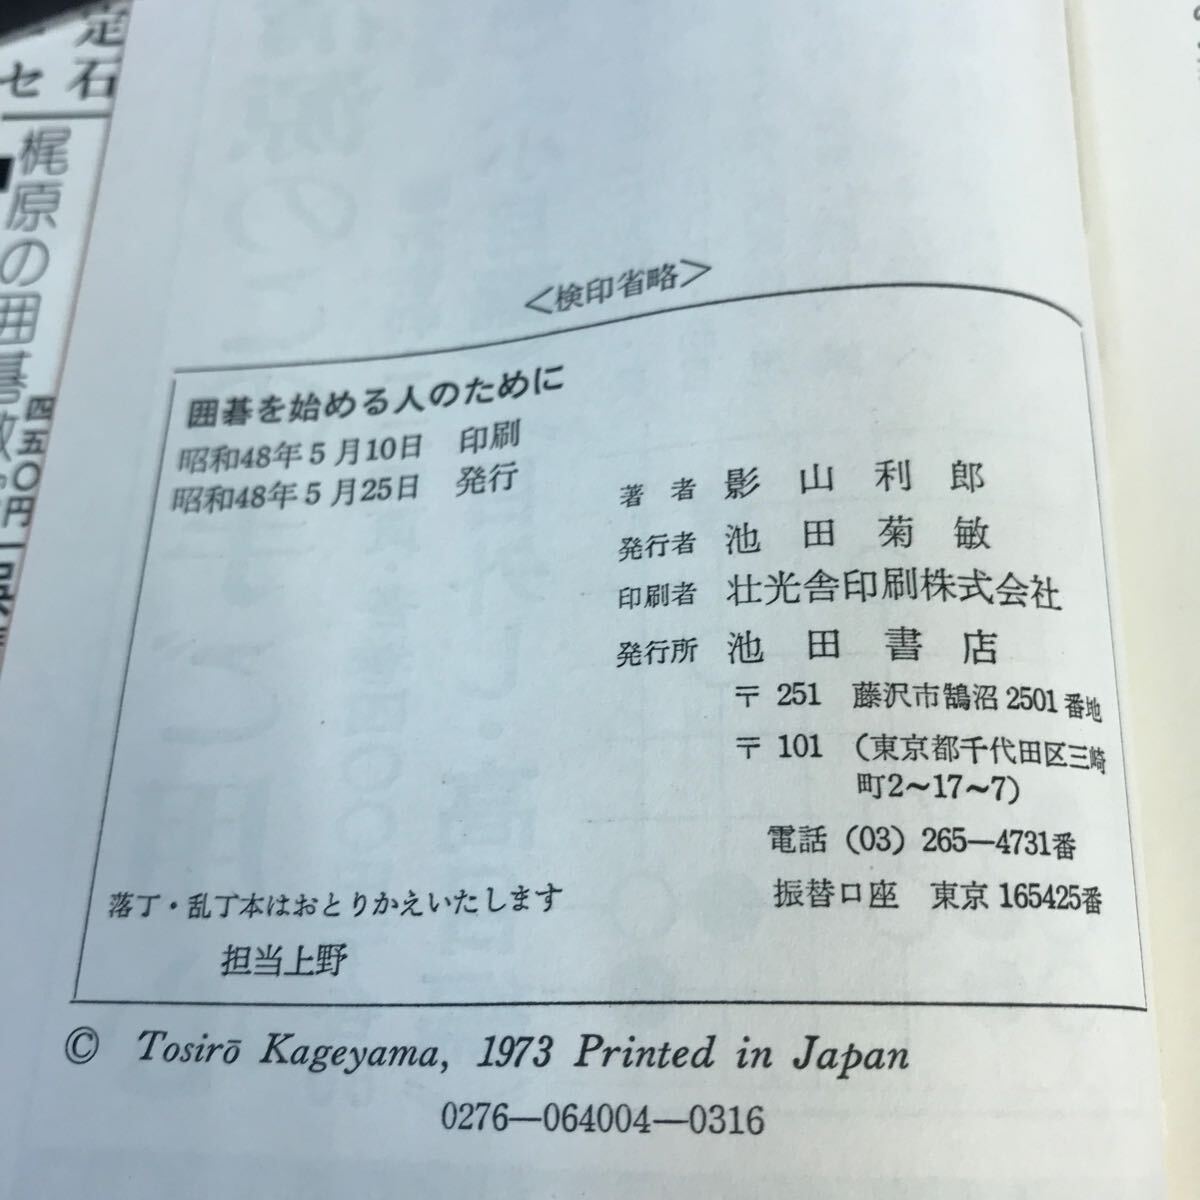 定石
セ
梶原の囲碁教
四五〇円
<検印省略>
囲碁を始める人のために
昭和48年5月10日 印刷
昭和48年5月25日 発行
著者 影山利郎
発行者 池田菊敏
印刷者 壮光舎印刷株式会社
発行所 池田書店
〒251 藤沢市鵠沼2501番地
〒101 (東京都千代田区三崎
町2〜17〜7)
電話 (03) 265—4731番
振替口座 東京165425番
落丁・乱丁本はおとりかえいたします
担当上野
© Tosirō Kageyama, 1973 Printed in Japan
0276—064004—0316